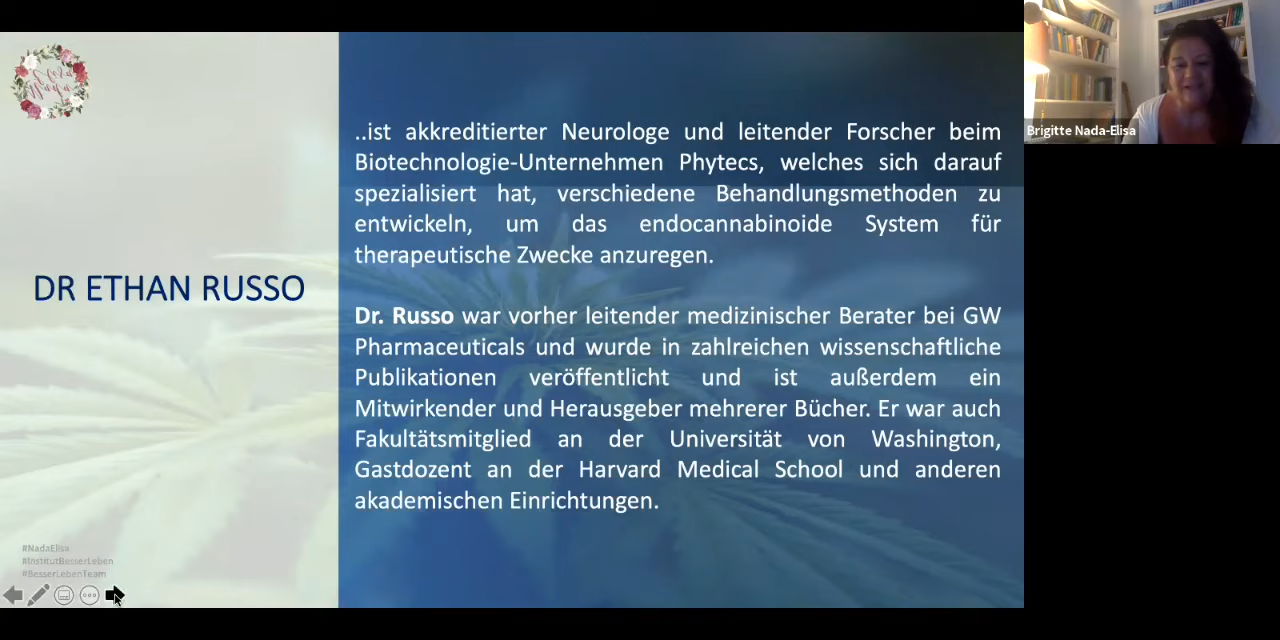 DR ETHAN RUSSO
..ist akkreditierter Neurologe und leitender Forscher beim
Biotechnologie-Unternehmen Phytecs, welches sich darauf
spezialisiert hat, verschiedene Behandlungsmethoden zu
entwickeln, um das endocannabinoide System für
therapeutische Zwecke anzuregen.
Dr. Russo war vorher leitender medizinischer Berater bei GW
Pharmaceuticals und wurde in zahlreichen wissenschaftliche
Publikationen veröffentlicht und ist außerdem ein
Mitwirkender und Herausgeber mehrerer Bücher. Er war auch
Fakultätsmitglied an der Universität von Washington,
Gastdozent an der Harvard Medical School und anderen
akademischen Einrichtungen.
#NadaElisa
#InstitutBesserLeben
#BesserLebenTeam
Brigitte Nada-Elisa